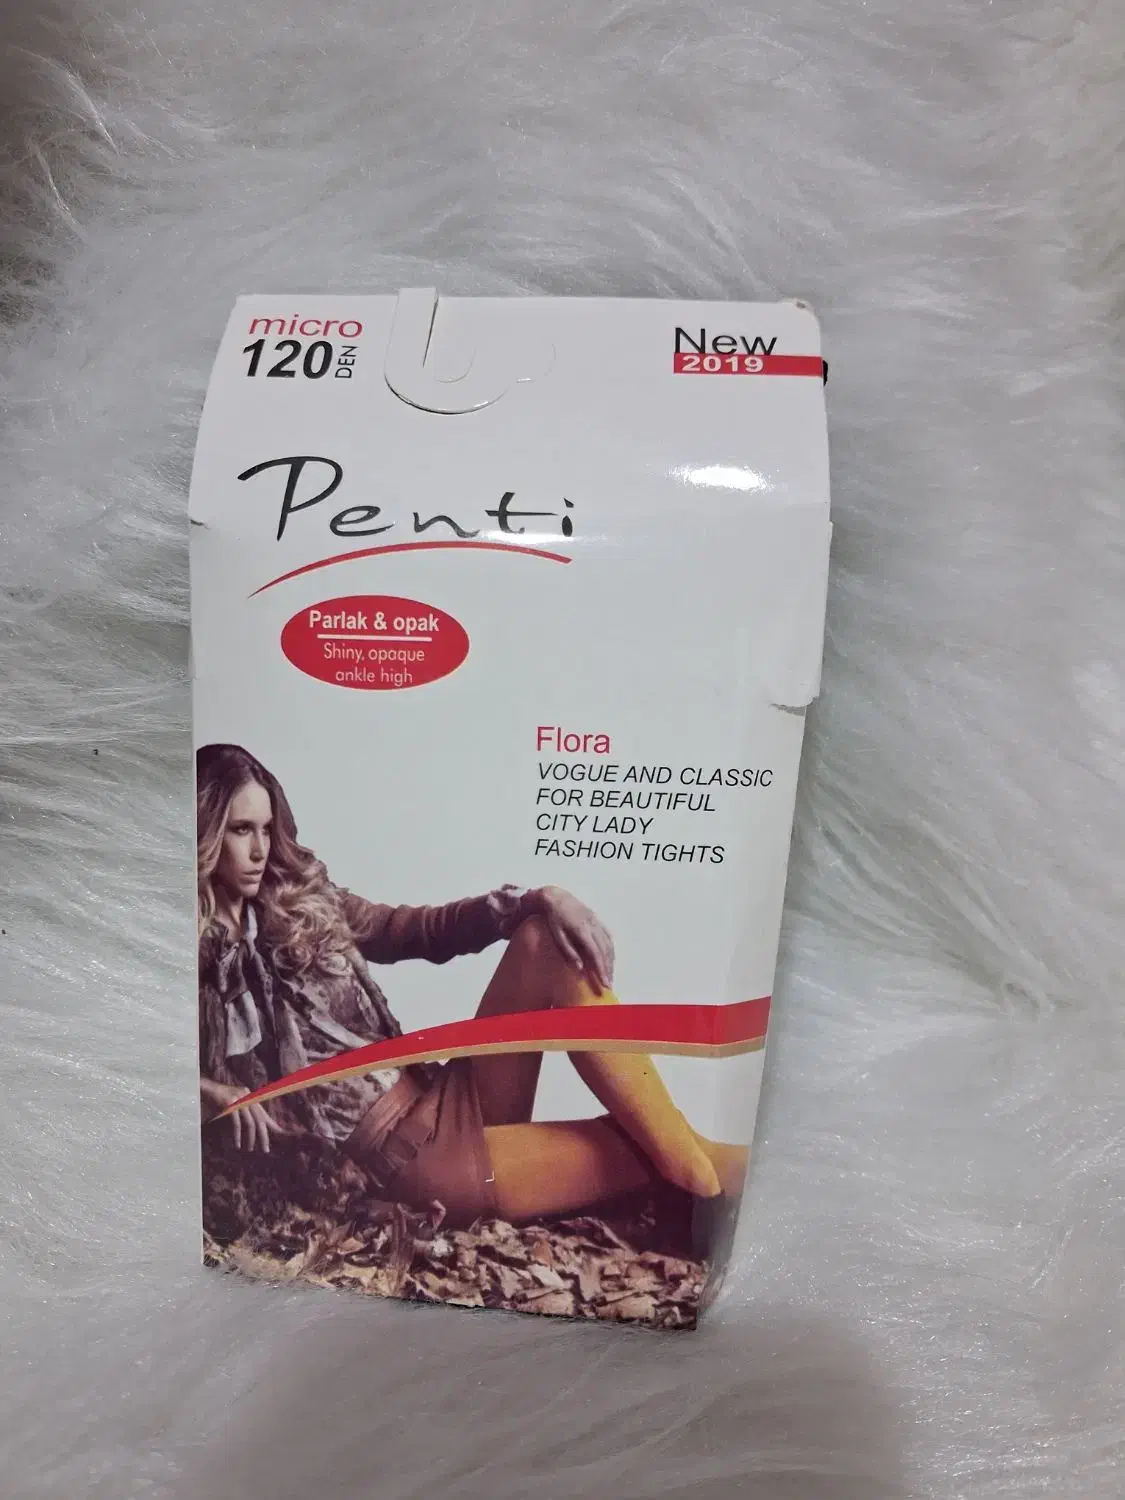 micro
120 DEN
New
2019
Penti
Parlak & opak
Shiny, opaque
ankle high
Flora
VOGUE AND CLASSIC
FOR BEAUTIFUL
CITY LADY
FASHION TIGHTS